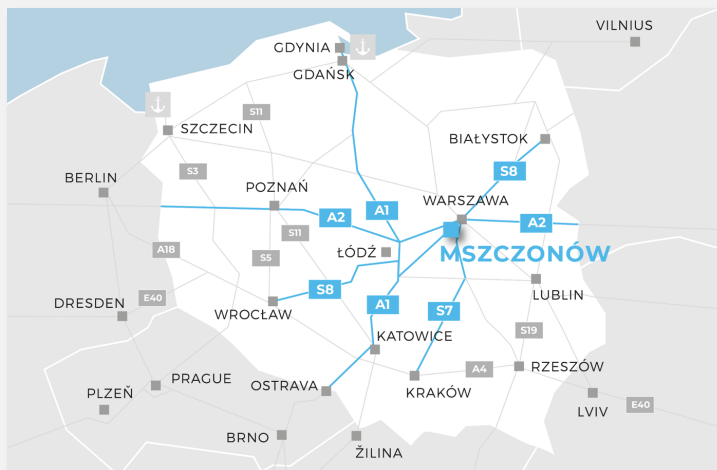 VILNIUS
GDYNIA
GDAŃSK
S11
SZCZECIN
BIAŁYSTOK
S8
S3
BERLIN
POZNAŃ
WARSZAWA
A1
A2
A2
S11
ŁÓDŹ
MSZCZONÓW
A18
S5
S8
LUBLIN
E40
DRESDEN
WROCŁAW
A1
S7
S19
KATOWICE
RZESZÓW
A4
PRAGUE
OSTRAVA
KRAKÓW
PLZEŇ
LVIV
E40
BRNO
ŽILINA